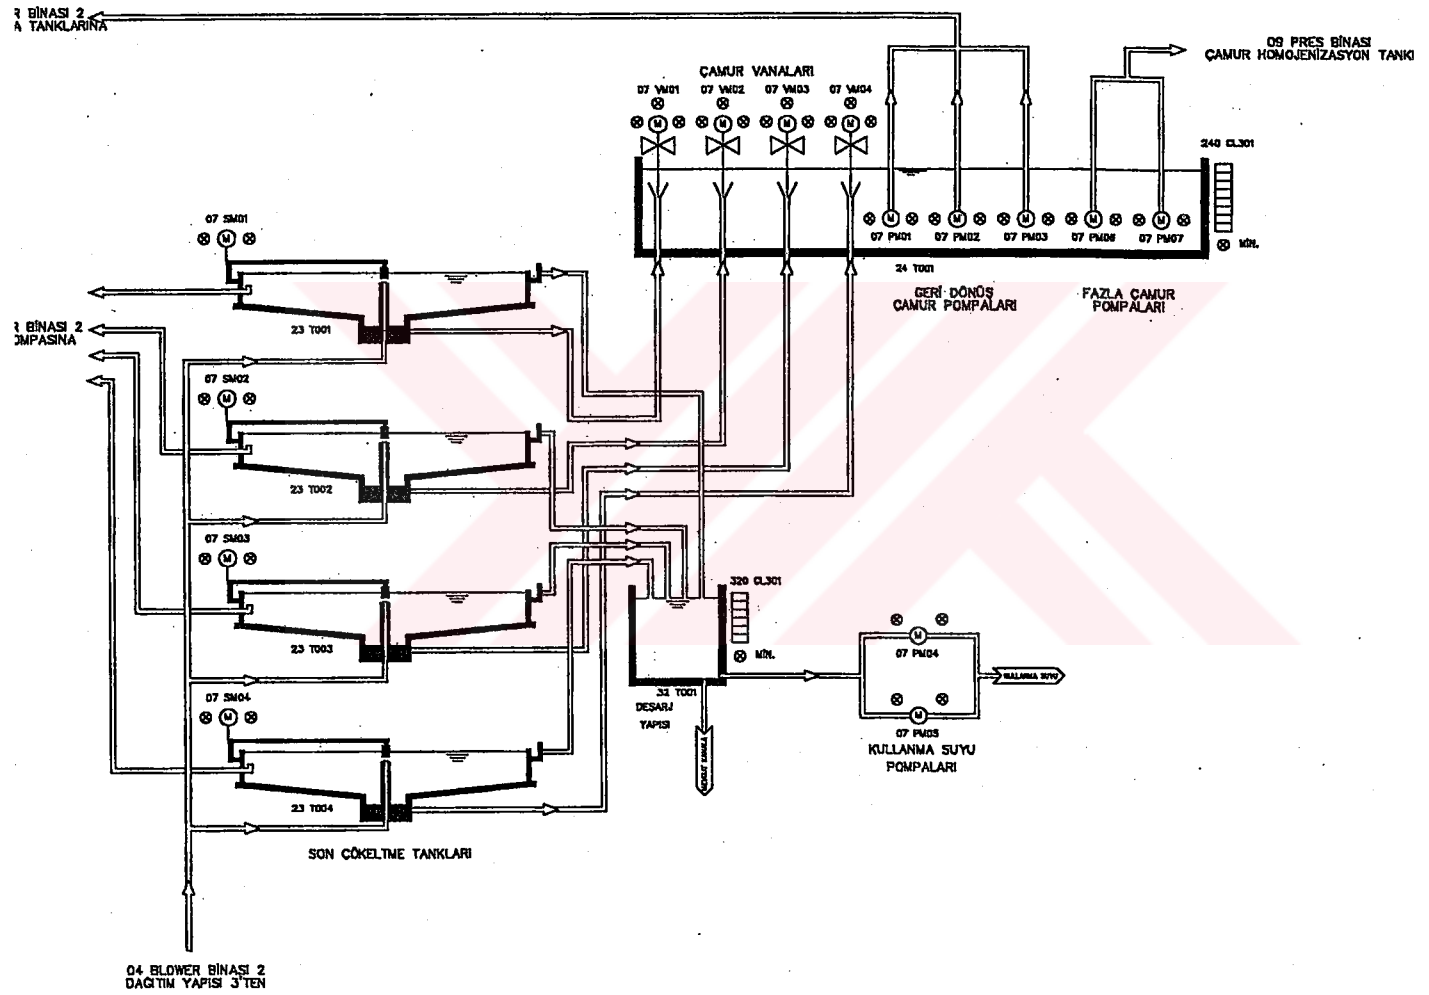 R BİNASI 2
A TANKLARINA
09 PRES BİNASI
ÇAMUR HOMOJENİZASYON TANKI
ÇAMUR VANALARI
07 VM01
07 VM02
07 VM03
07 VM04
M
M
M
M
240 CL301
MİN.
M
M
M
M
M
07 PM01
07 PM02
07 PM03
07 PM06
07 PM07
24 T001
GERİ DÖNÜŞ
ÇAMUR POMPALARI
FAZLA ÇAMUR
POMPALARI
07 SM01
M
23 T001
R BİNASI 2
OMPASINA
07 SM02
M
23 T002
07 SM03
M
23 T003
07 SM04
M
23 T004
SON ÇÖKELTME TANKLARI
320 CL301
MİN.
32 T001
DEŞARJ
YAPISI
M
07 PM04
KULLANMA SUYU
M
07 PM05
KULLANMA SUYU
POMPALARI
04 BLOWER BİNASI 2
DAĞITIM YAPISI 3'TEN